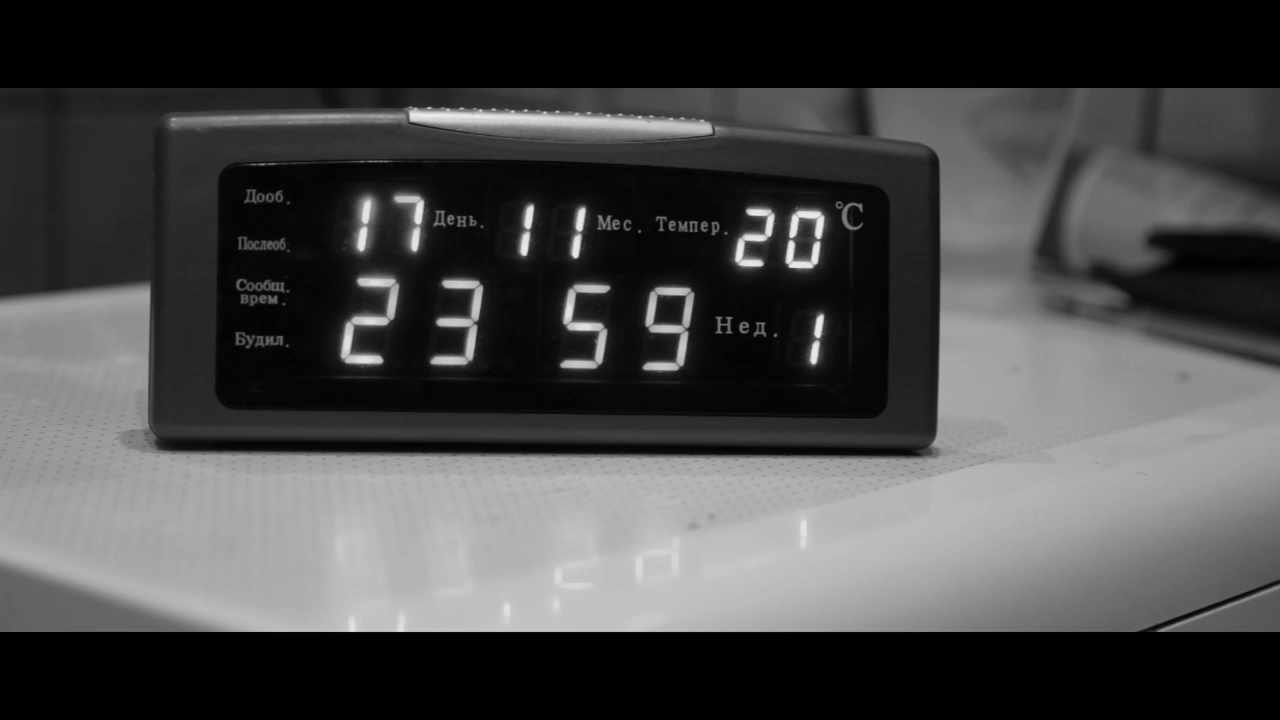 Дооб.
17 День. 11 Мес. Темпер. 20 °C
Послеоб.
Сообщ.
врем.
23 59 Нед. 1
Будил.